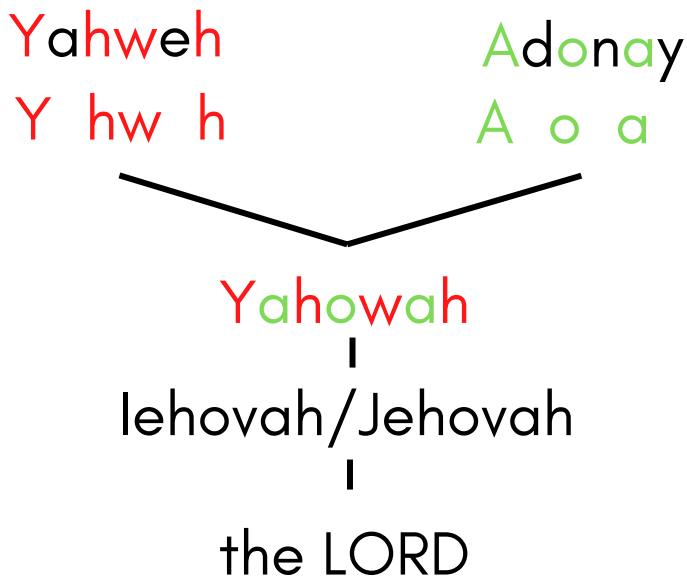 Yahweh
Y hw h
Adonay
A o a
Yahowah
Iehovah/Jehovah
the LORD